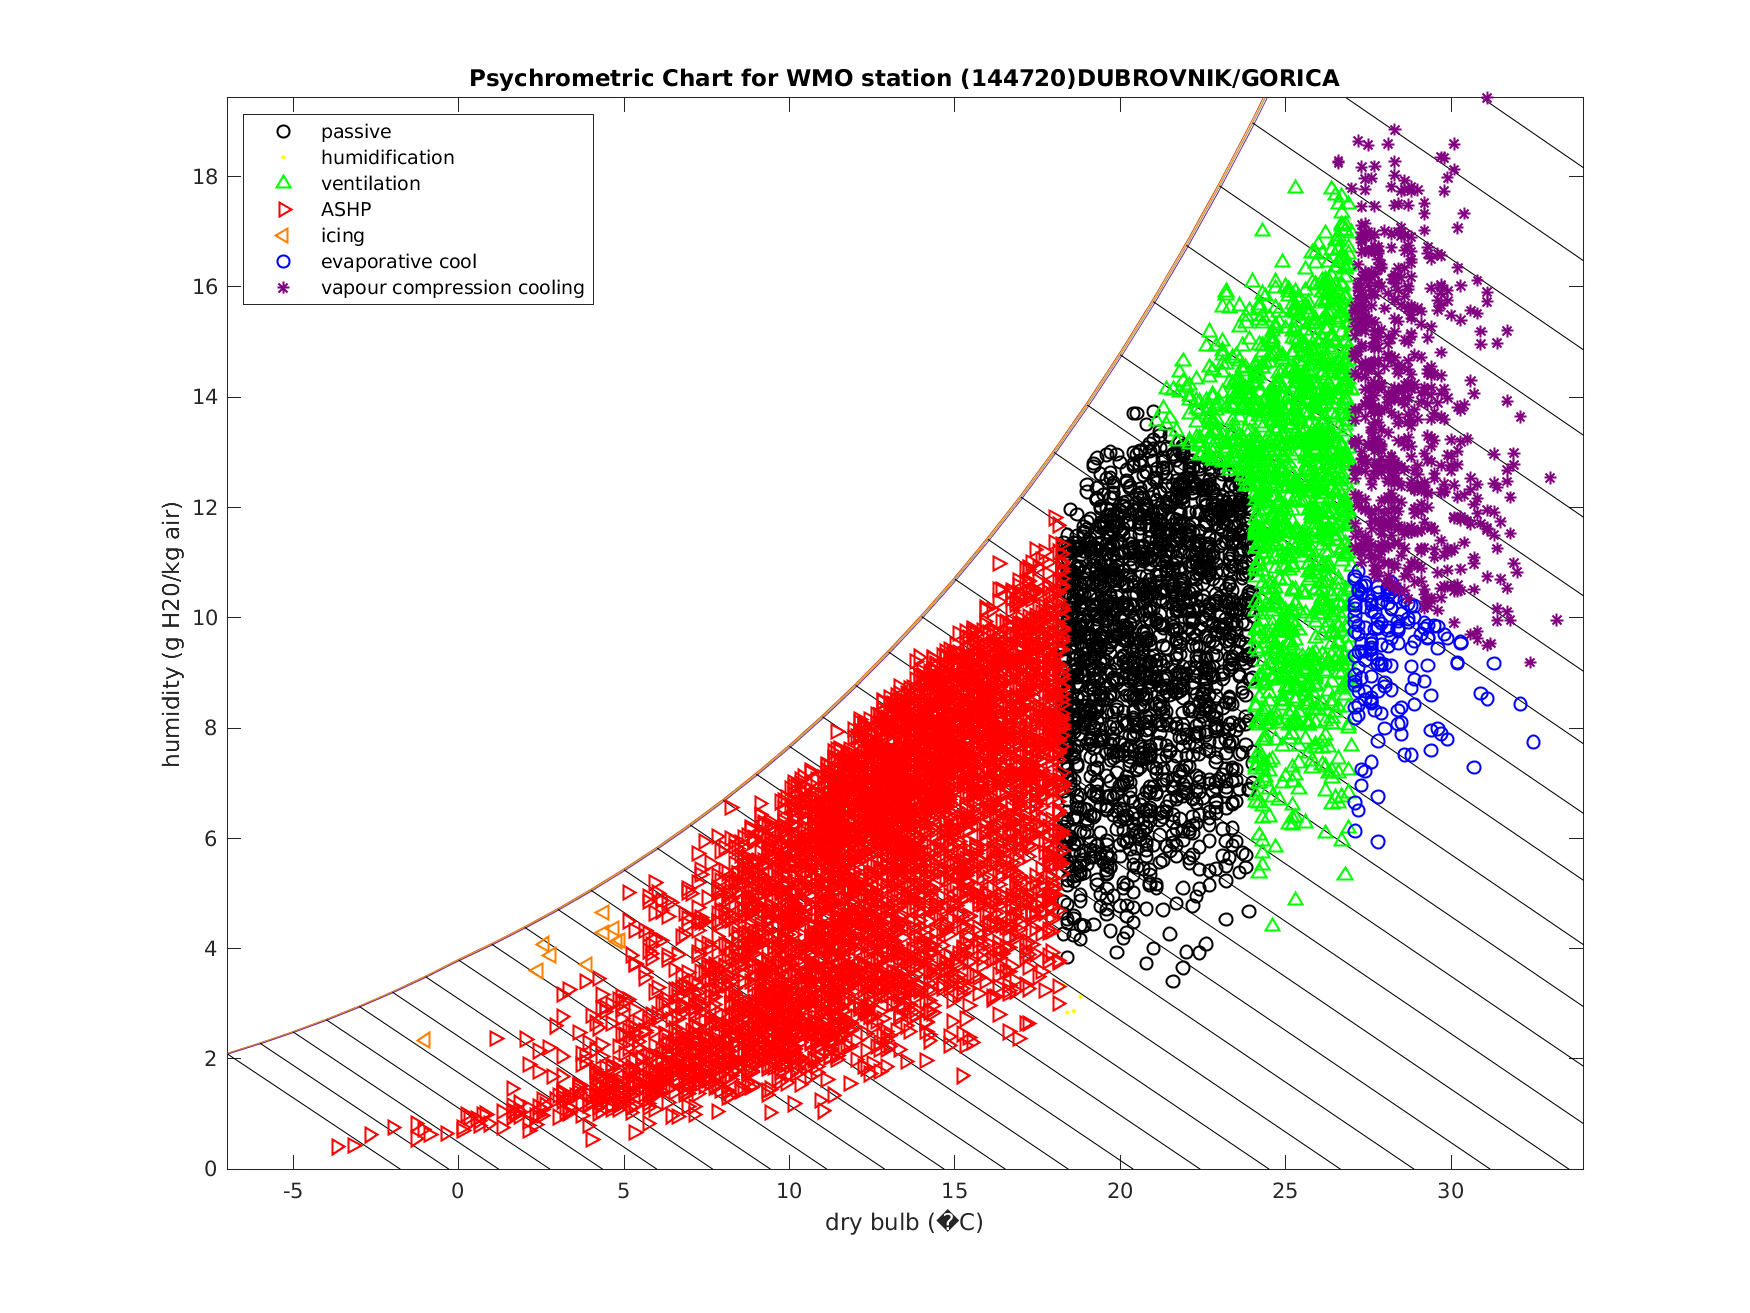 Psychrometric Chart for WMO station (144720)DUBROVNIK/GORICA
passive
humidification
ventilation
ASHP
icing
evaporative cool
vapour compression cooling
humidity (g H20/kg air)
18
16
14
12
10
8
6
4
2
0
-5
0
5
10
15
20
25
30
dry bulb (�C)